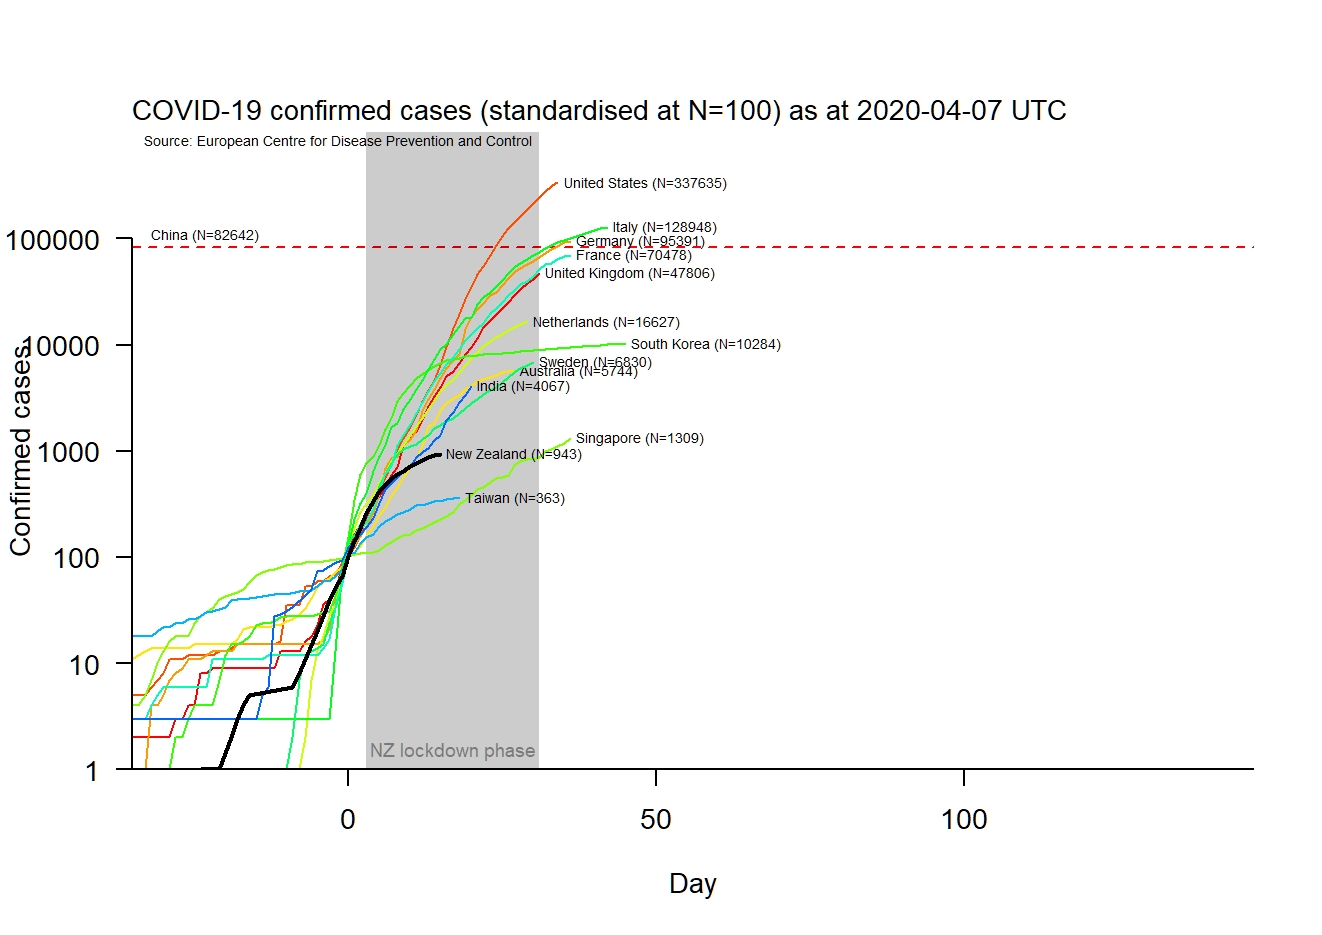 COVID-19 confirmed cases (standardised at N=100) as at 2020-04-07 UTC
Source: European Centre for Disease Prevention and Control
United States (N=337635)
Italy (N=128948)
China (N=82642)
100000
Germany (N=95391)
France (N=70478)
United Kingdom (N=47806)
Netherlands (N=16627)
10000
South Korea (N=10284)
Sweden (N=6830)
Australia (N=5744)
India (N=4067)
Singapore (N=1309)
1000
New Zealand (N=943)
Taiwan (N=363)
Confirmed cases
100
10
NZ lockdown phase
1
0 50 100
Day